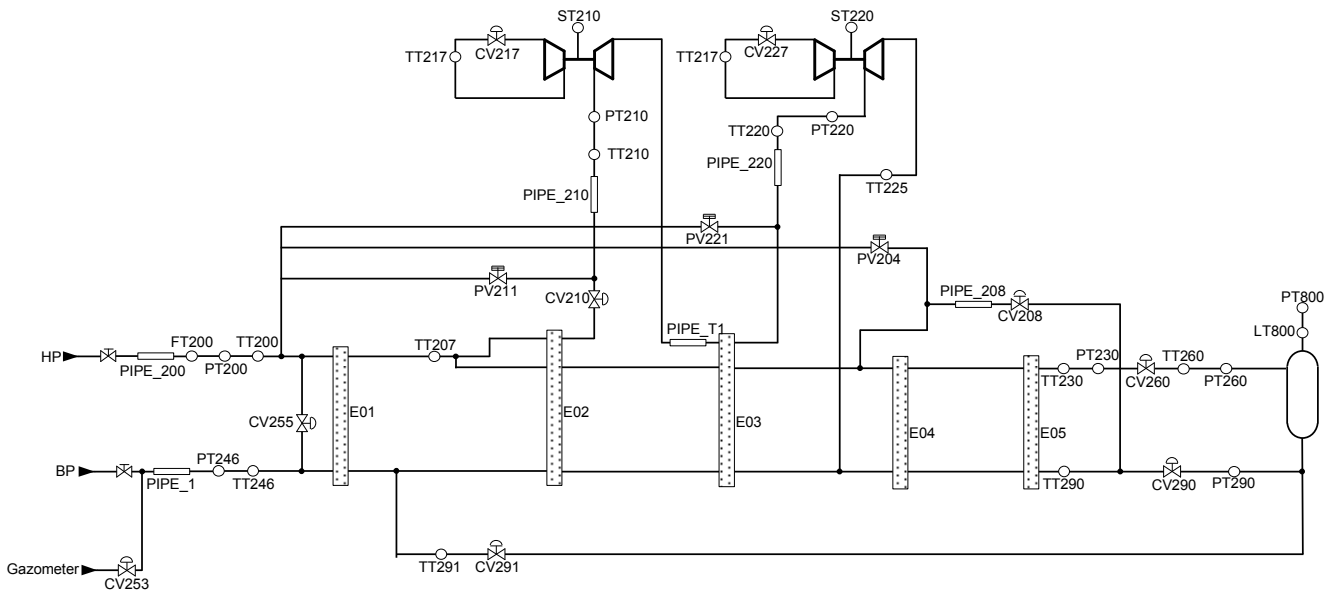 ST210
ST220
CV217
TT217
CV227
TT217
PT210
TT210
PIPE_210
TT220
PT220
PIPE_220
TT225
PV221
PV204
PV211
CV210
PIPE_208
CV208
PT800
LT800
HP
PIPE_200
FT200
PT200
TT200
TT207
PIPE_T1
CV255
E01
E02
E03
E04
E05
TT230
PT230
CV260
TT260
PT260
BP
PIPE_1
PT246
TT246
TT290
CV290
PT290
TT291
CV291
Gazometer
CV253